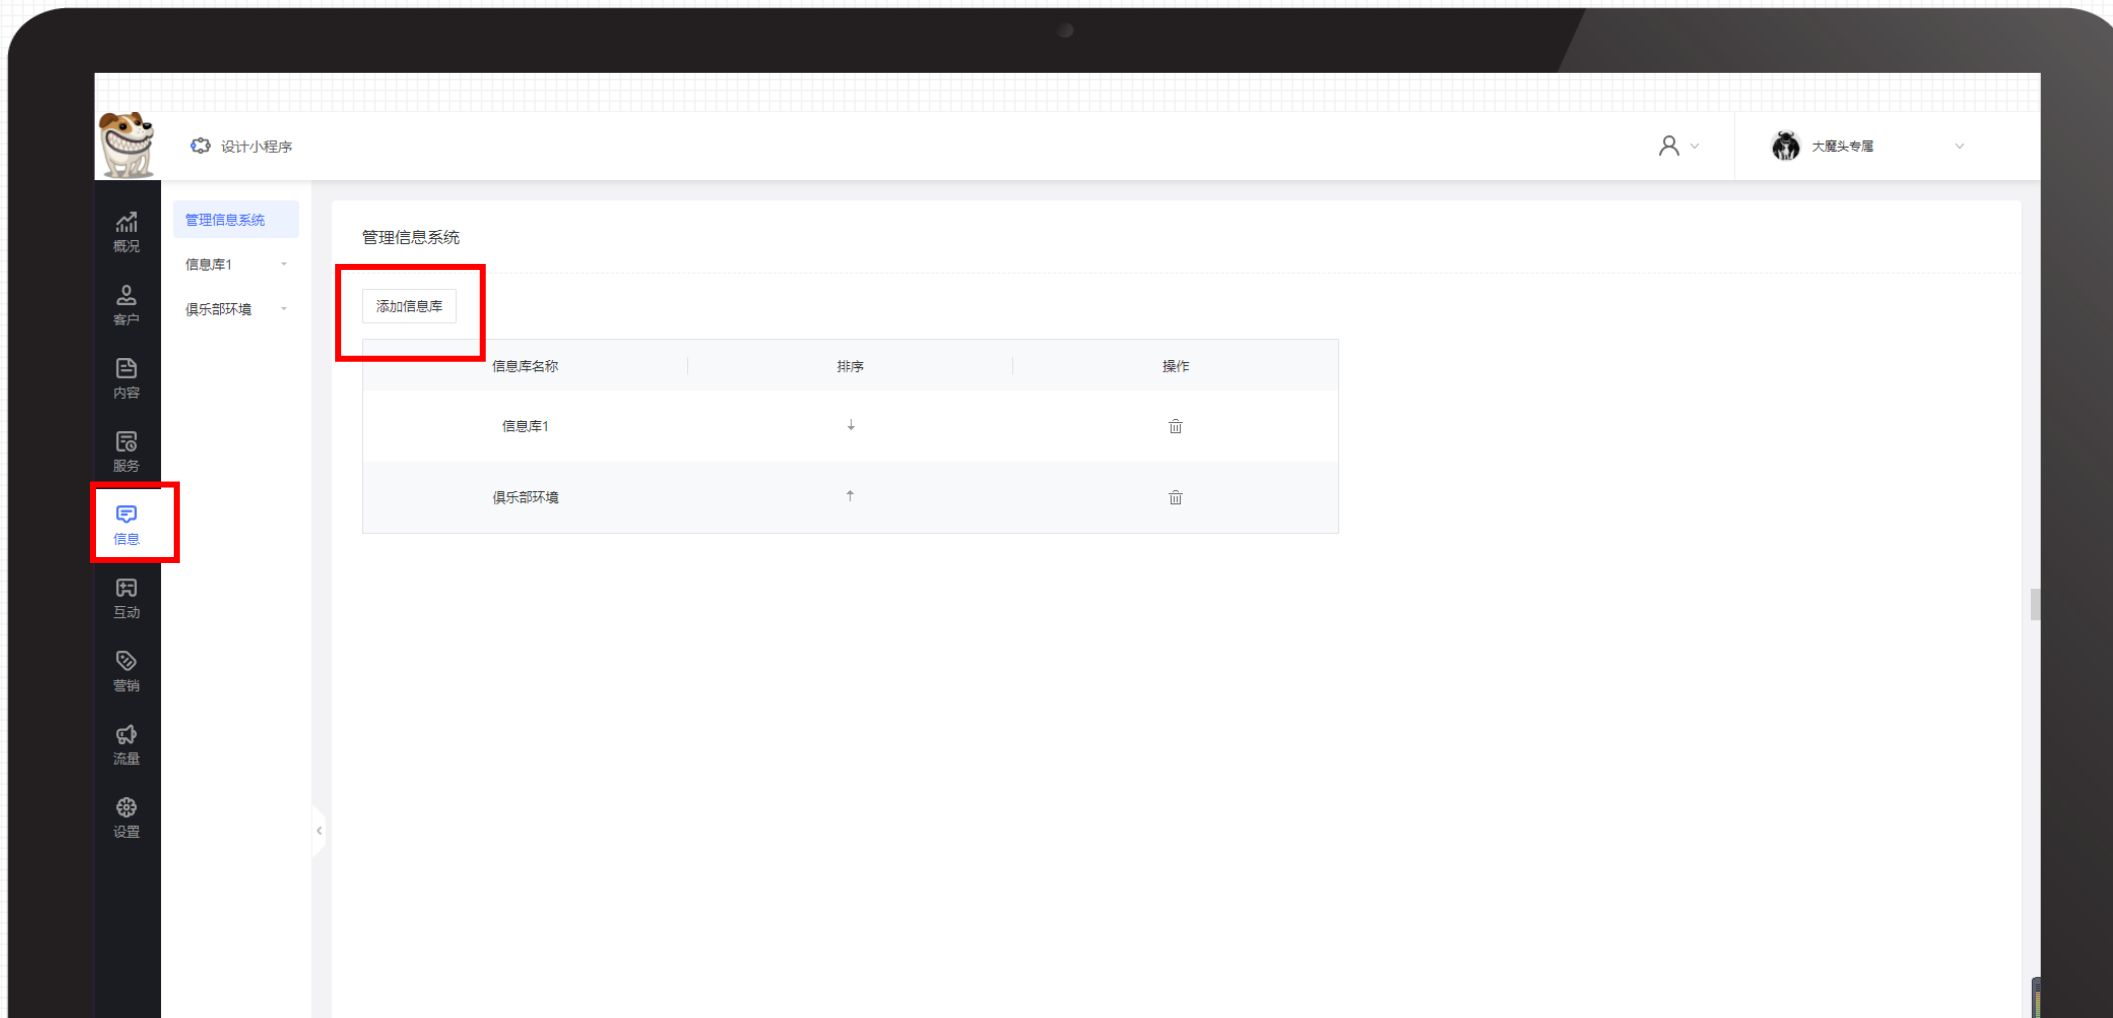 设计小程序
大魔头专属
概况
客户
内容
服务
信息
互动
营销
流量
设置
管理信息系统
信息库1
俱乐部环境
管理信息系统
添加信息库
信息库名称 排序 操作
信息库1
俱乐部环境